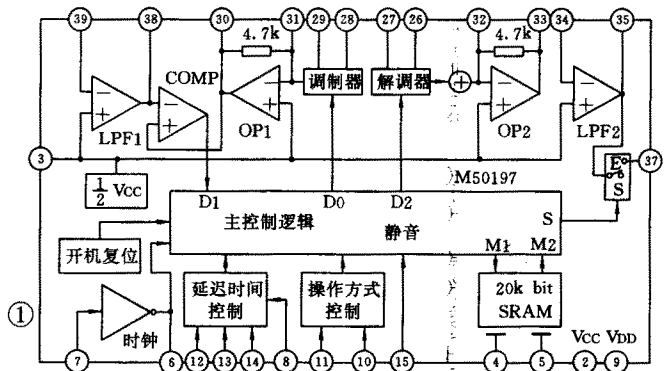 39 38 30 31 29 28 27 26 32 33 34 35
4.7k 4.7k
COMP 调制器 解调器
LPF1 OP1 OP2 LPF2
3 37
½ VCC M50197 E
S
D1 D0 D2
主控制逻辑 静音 S
开机复位 M1 M2
延迟时间控制 操作方式控制 20k bit SRAM
① 时钟 VCC VDD
7 6 12 13 14 8 11 10 15 4 5 2 9